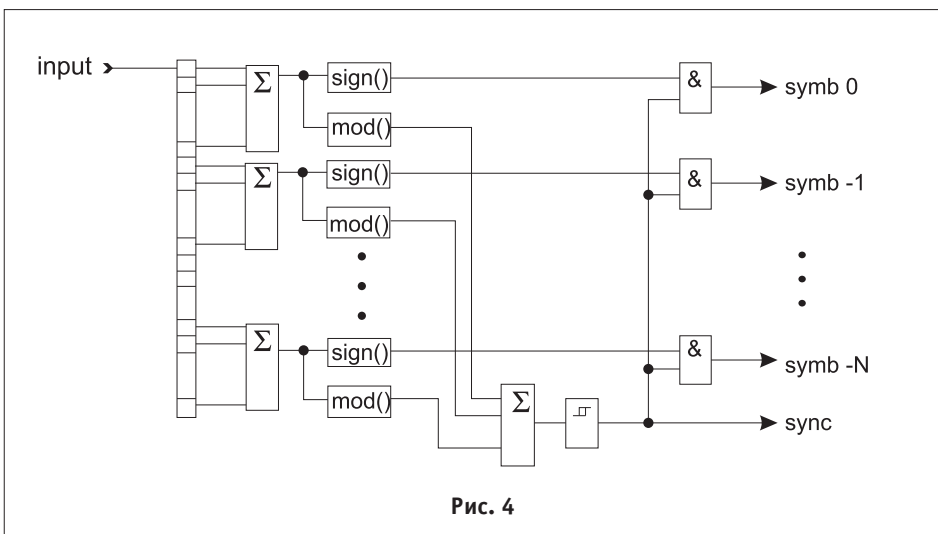 input
Σ
sign()
&
symb 0
mod()
Σ
sign()
&
symb -1
mod()
Σ
sign()
&
symb -N
mod()
Σ
sync
Рис. 4